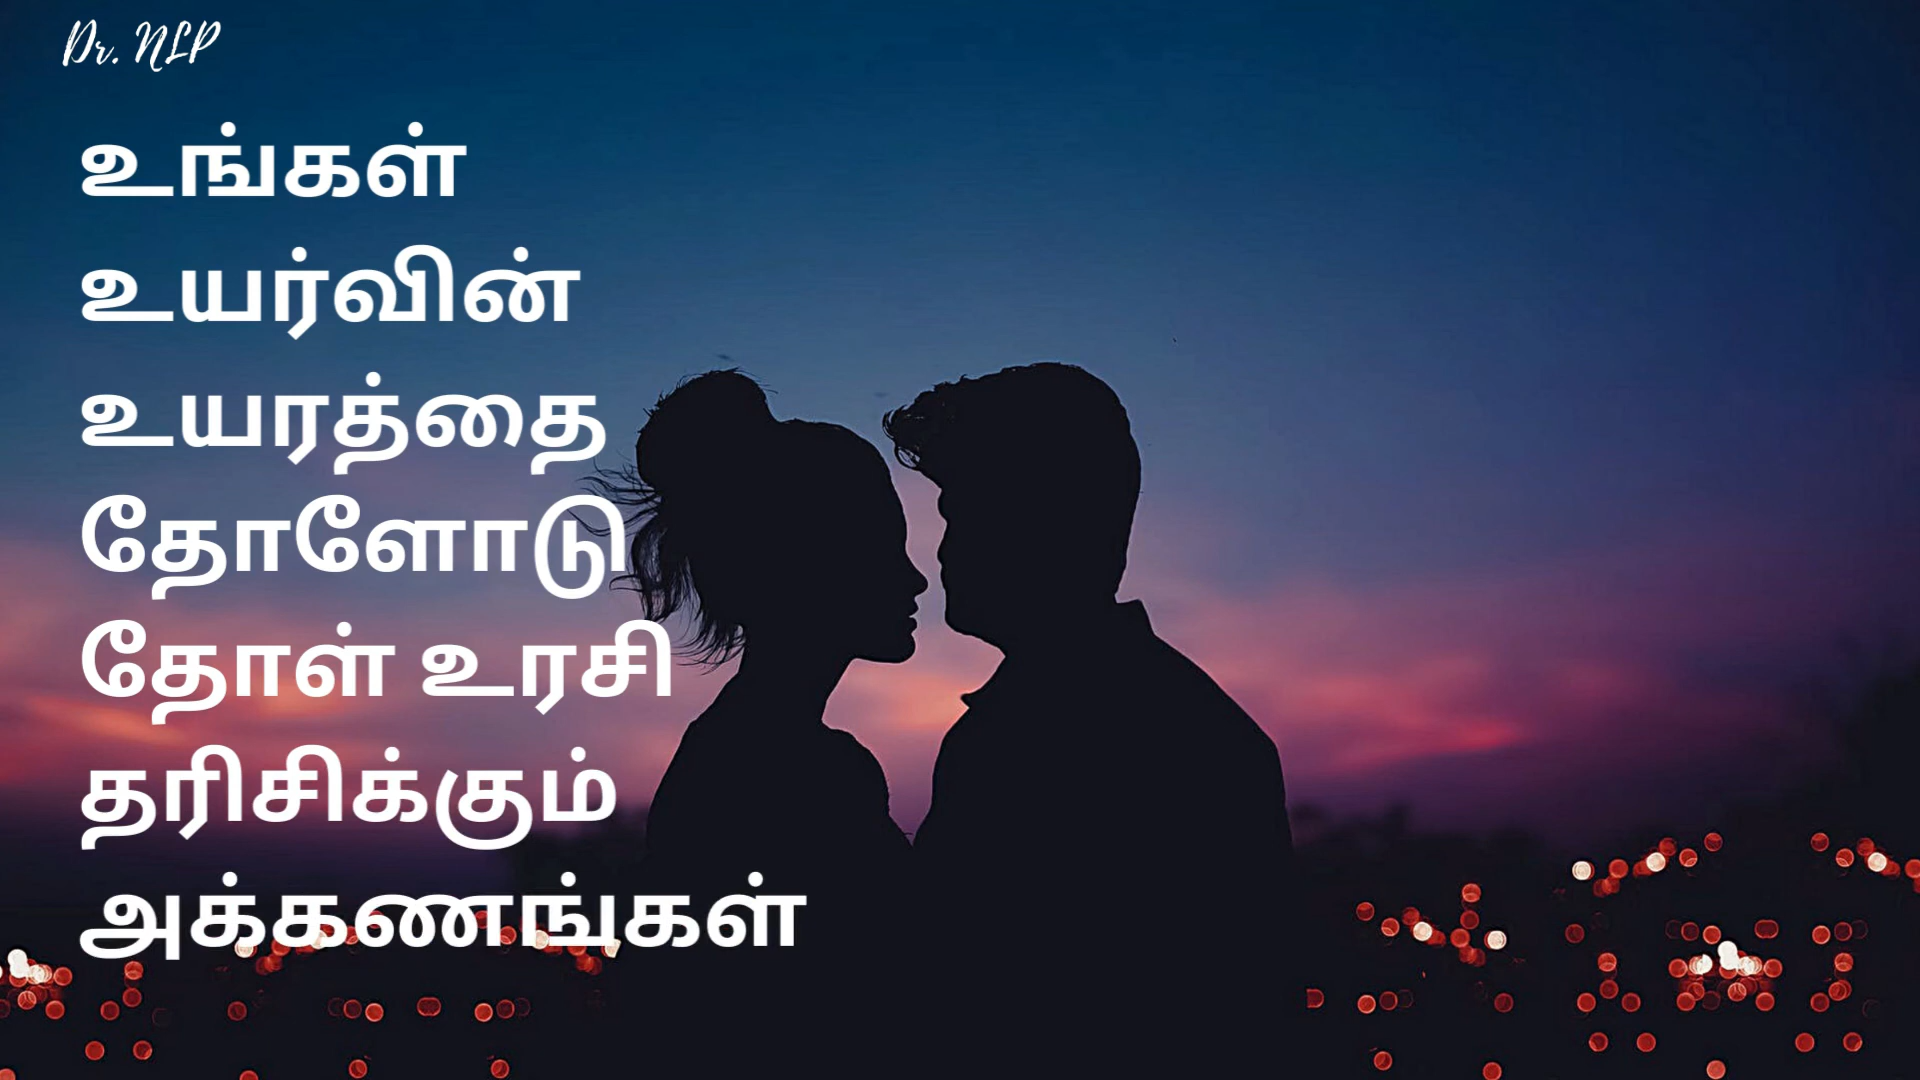 Dr. NLP
உங்கள்
உயர்வின்
உயரத்தை
தோளோடு
தோள் உரசி
தரிசிக்கும்
அக்கணங்கள்